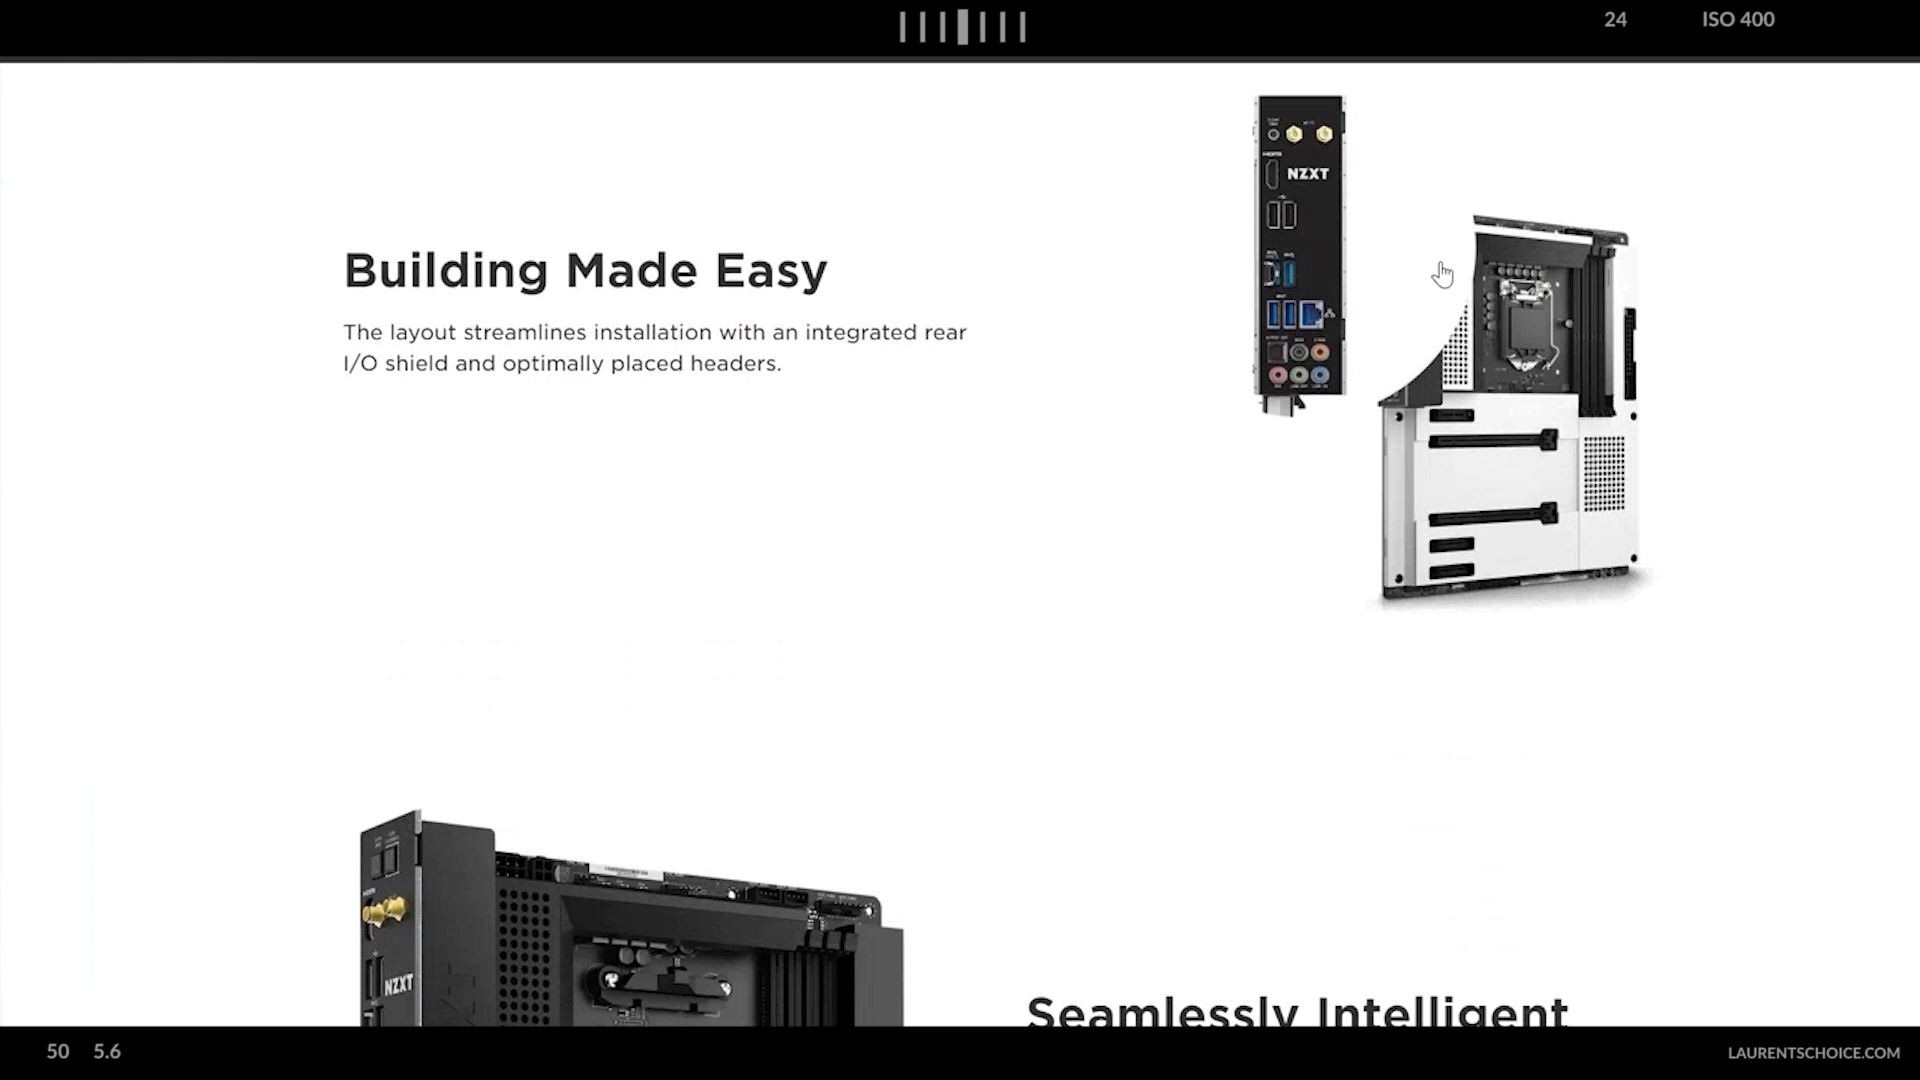 24 ISO 400
NZXT
Building Made Easy
The layout streamlines installation with an integrated rear
I/O shield and optimally placed headers.
NZXT
Seamlessly Intelligent
50 5.6
LAURENTSCHOICE.COM